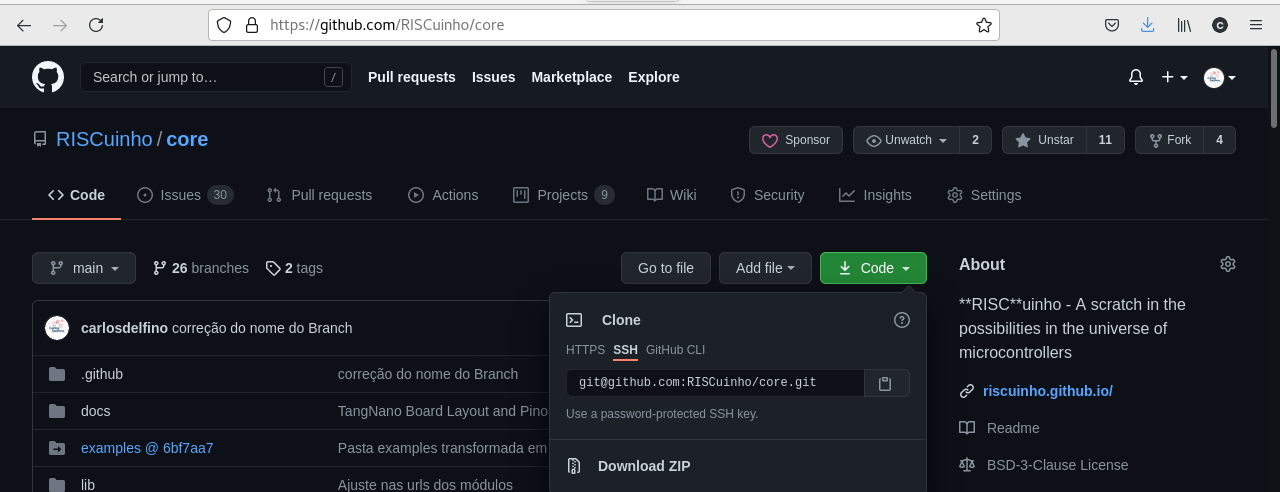 https://github.com/RISCuinho/core
Search or jump to…
/
Pull requests Issues Marketplace Explore
RISCuinho / core
Sponsor
Unwatch 2
Unstar 11
Fork 4
Code
Issues 30
Pull requests
Actions
Projects 9
Wiki
Security
Insights
Settings
main
26 branches
2 tags
Go to file
Add file
Code
About
**RISC**uinho - A scratch in the
possibilities in the universe of
microcontrollers
riscuinho.github.io/
Readme
BSD-3-Clause License
Clone
HTTPS SSH GitHub CLI
git@github.com:RISCuinho/core.git
Use a password-protected SSH key.
Download ZIP
carlosdelfino correção do nome do Branch
.github correção do nome do Branch
docs TangNano Board Layout and Pino
examples @ 6bf7aa7 Pasta examples transformada em
lib Ajuste nas urls dos módulos